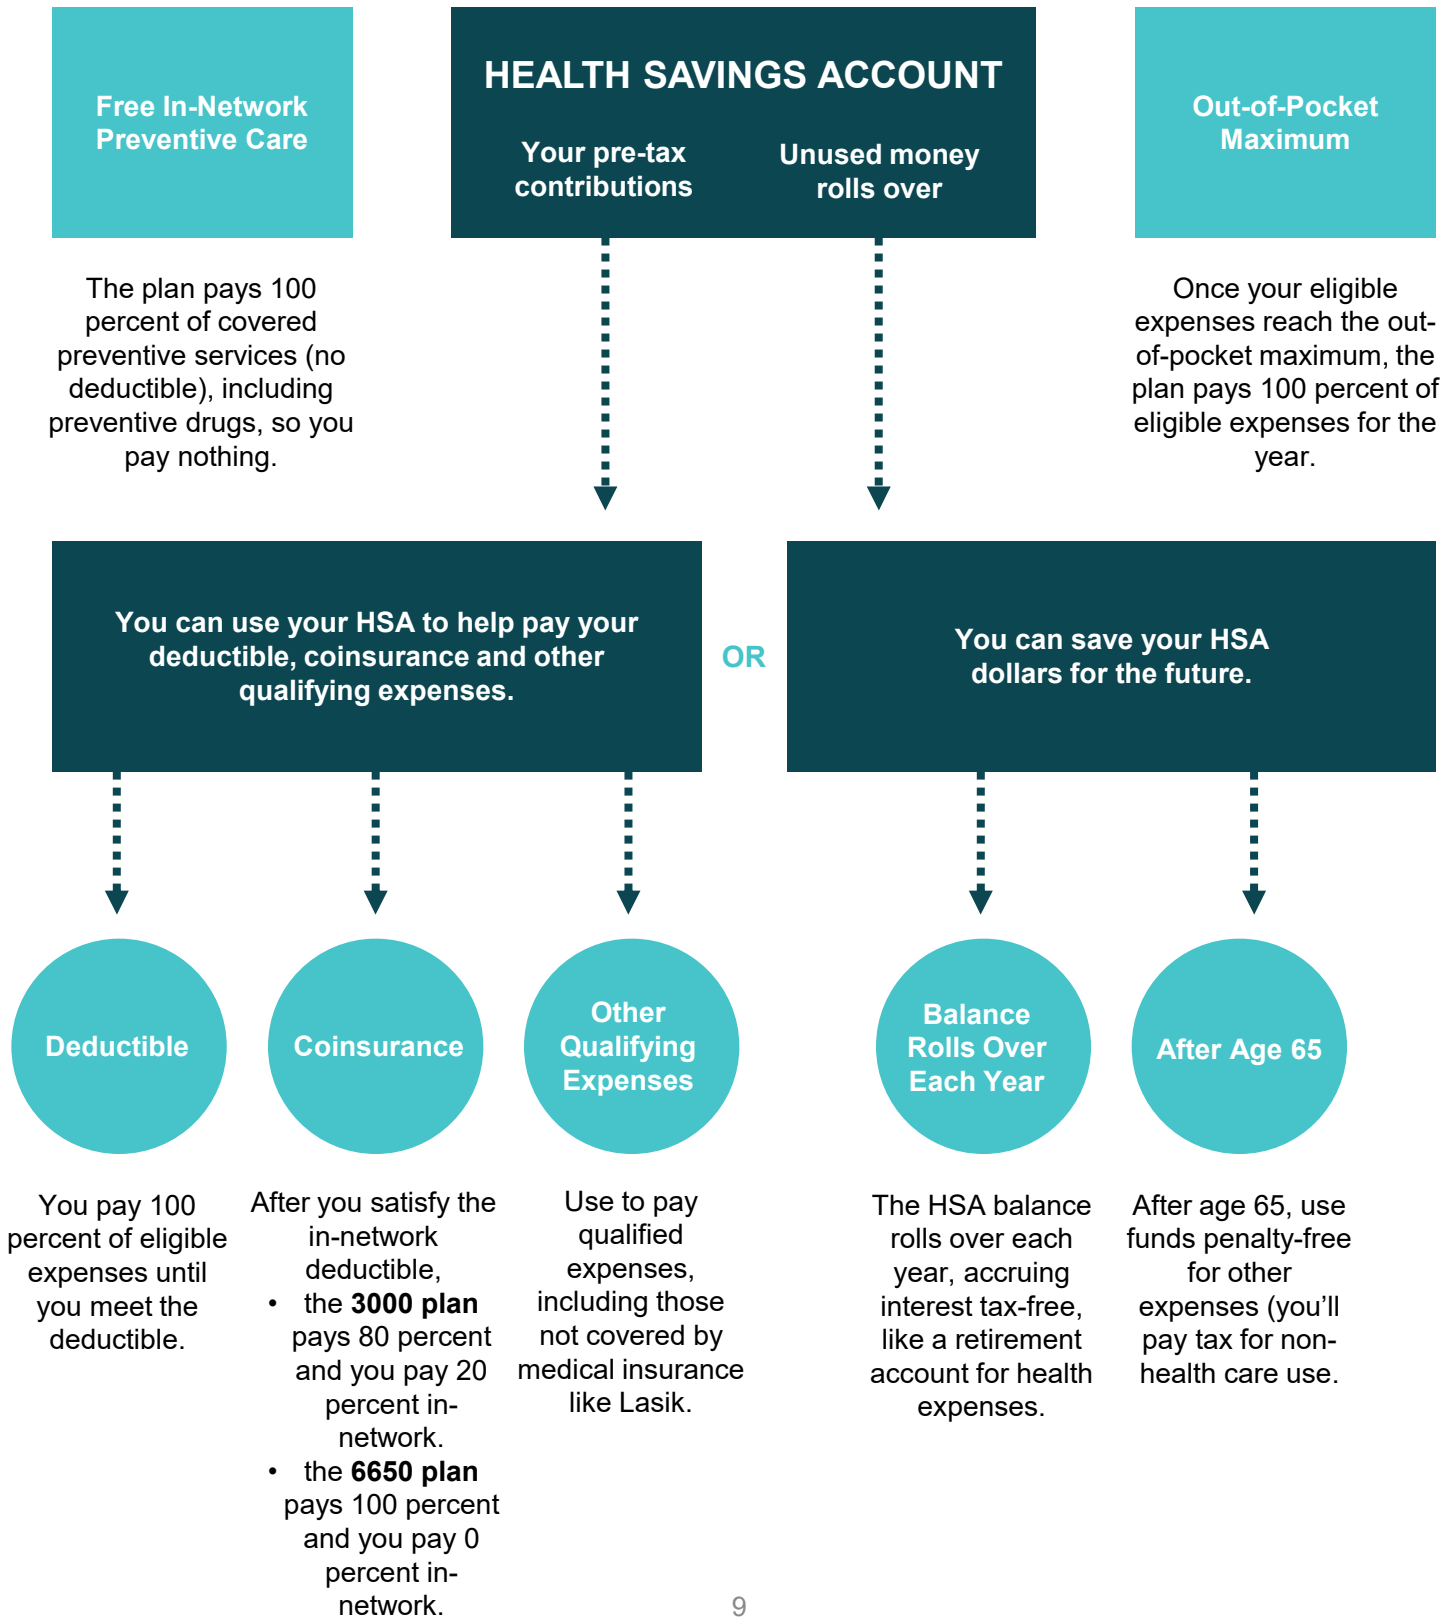 Free In-Network
Preventive Care
HEALTH SAVINGS ACCOUNT
Your pre-tax
contributions
Unused money
rolls over
Out-of-Pocket
Maximum
The plan pays 100
percent of covered
preventive services (no
deductible), including
preventive drugs, so you
pay nothing.
Once your eligible
expenses reach the out-
of-pocket maximum, the
plan pays 100 percent of
eligible expenses for the
year.
You can use your HSA to help pay your
deductible, coinsurance and other
qualifying expenses.
OR
You can save your HSA
dollars for the future.
Deductible
Coinsurance
Other
Qualifying
Expenses
Balance
Rolls Over
Each Year
After Age 65
You pay 100
percent of eligible
expenses until
you meet the
deductible.
After you satisfy the
in-network
deductible,
• the 3000 plan
pays 80 percent
and you pay 20
percent in-
network.
• the 6650 plan
pays 100 percent
and you pay 0
percent in-
network.
Use to pay
qualified
expenses,
including those
not covered by
medical insurance
like Lasik.
The HSA balance
rolls over each
year, accruing
interest tax-free,
like a retirement
account for health
expenses.
After age 65, use
funds penalty-free
for other
expenses (you’ll
pay tax for non-
health care use.
9